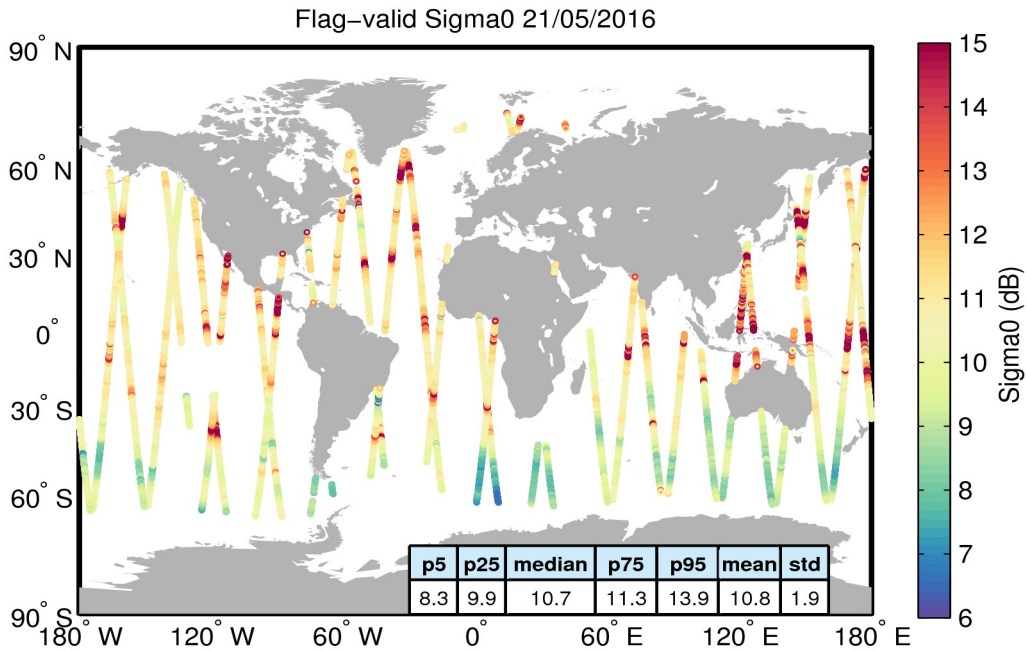 Flag−valid Sigma0 21/05/2016
90° N
60° N
30° N
0°
30° S
60° S
90° S
180° W 120° W 60° W 0° 60° E 120° E 180° E
p5 p25 median p75 p95 mean std
8.3 9.9 10.7 11.3 13.9 10.8 1.9
15
14
13
12
11
10
9
8
7
6
Sigma0 (dB)